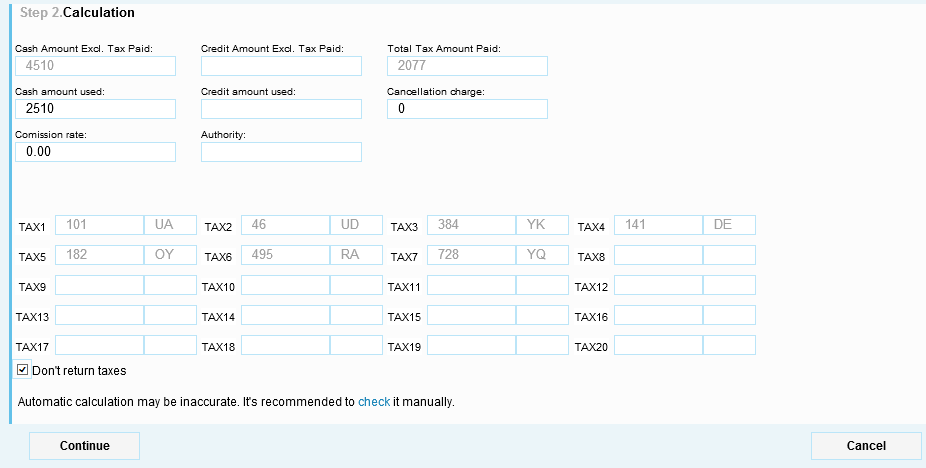 Step 2.Calculation
Cash Amount Excl. Tax Paid: Credit Amount Excl. Tax Paid: Total Tax Amount Paid:
4510 2077
Cash amount used: Credit amount used: Cancellation charge:
2510 0
Comission rate: Authority:
0.00
TAX1 101 UA TAX2 46 UD TAX3 384 YK TAX4 141 DE
TAX5 182 OY TAX6 495 RA TAX7 728 YQ TAX8
TAX9 TAX10 TAX11 TAX12
TAX13 TAX14 TAX15 TAX16
TAX17 TAX18 TAX19 TAX20
Don't return taxes
Automatic calculation may be inaccurate. It's recommended to check it manually.
Continue Cancel